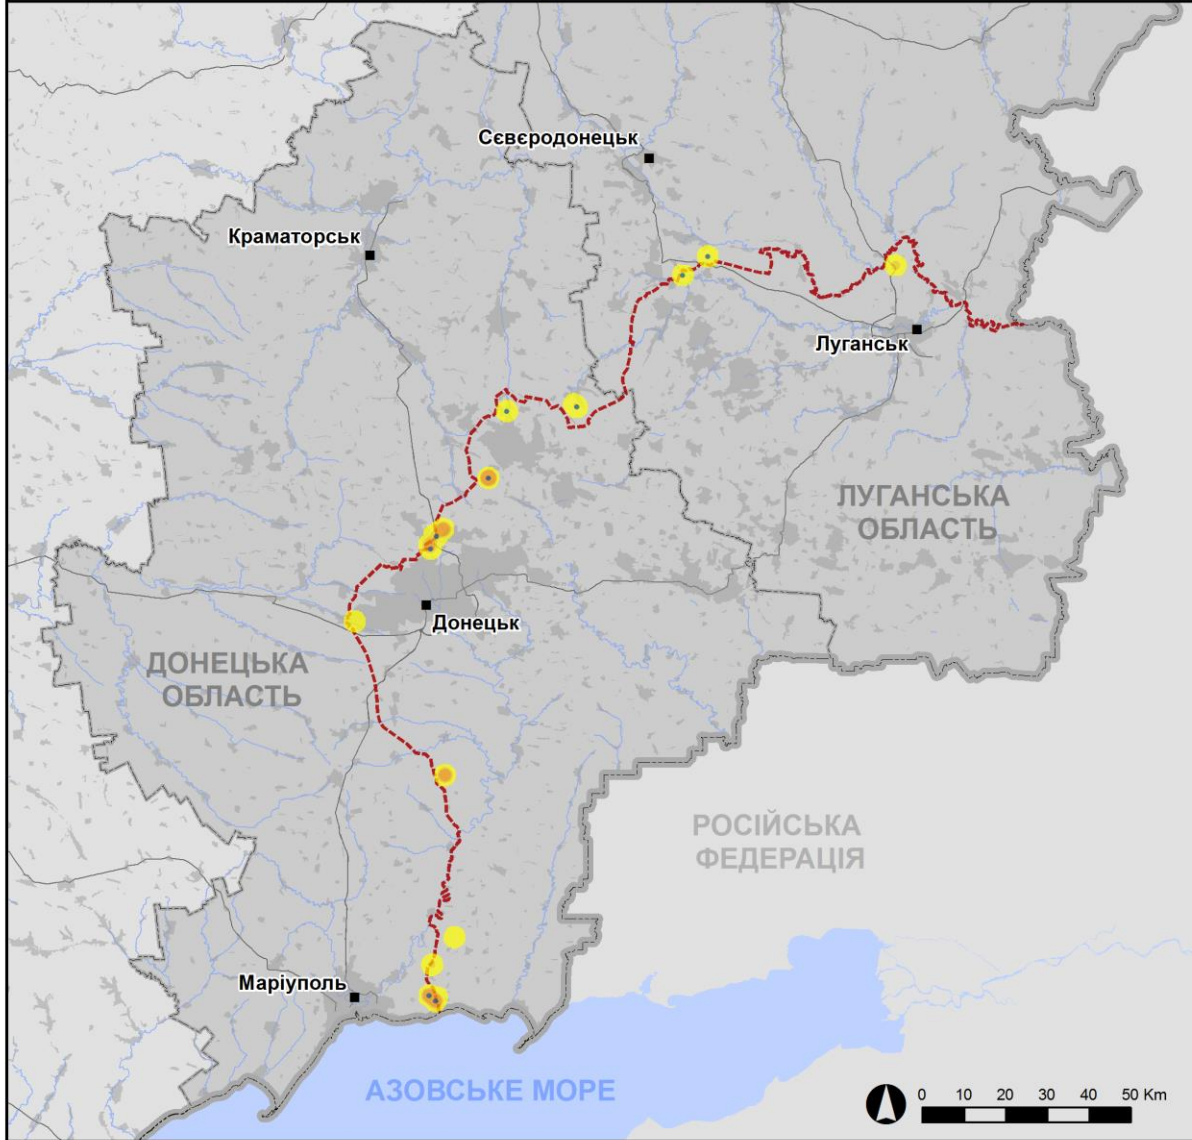 Сєвєродонецьк
Краматорськ
Луганськ
ЛУГАНСЬКА
ОБЛАСТЬ
Донецьк
ДОНЕЦЬКА
ОБЛАСТЬ
РОСІЙСЬКА
ФЕДЕРАЦІЯ
Маріуполь
АЗОВСЬКЕ МОРЕ
0 10 20 30 40 50 Km